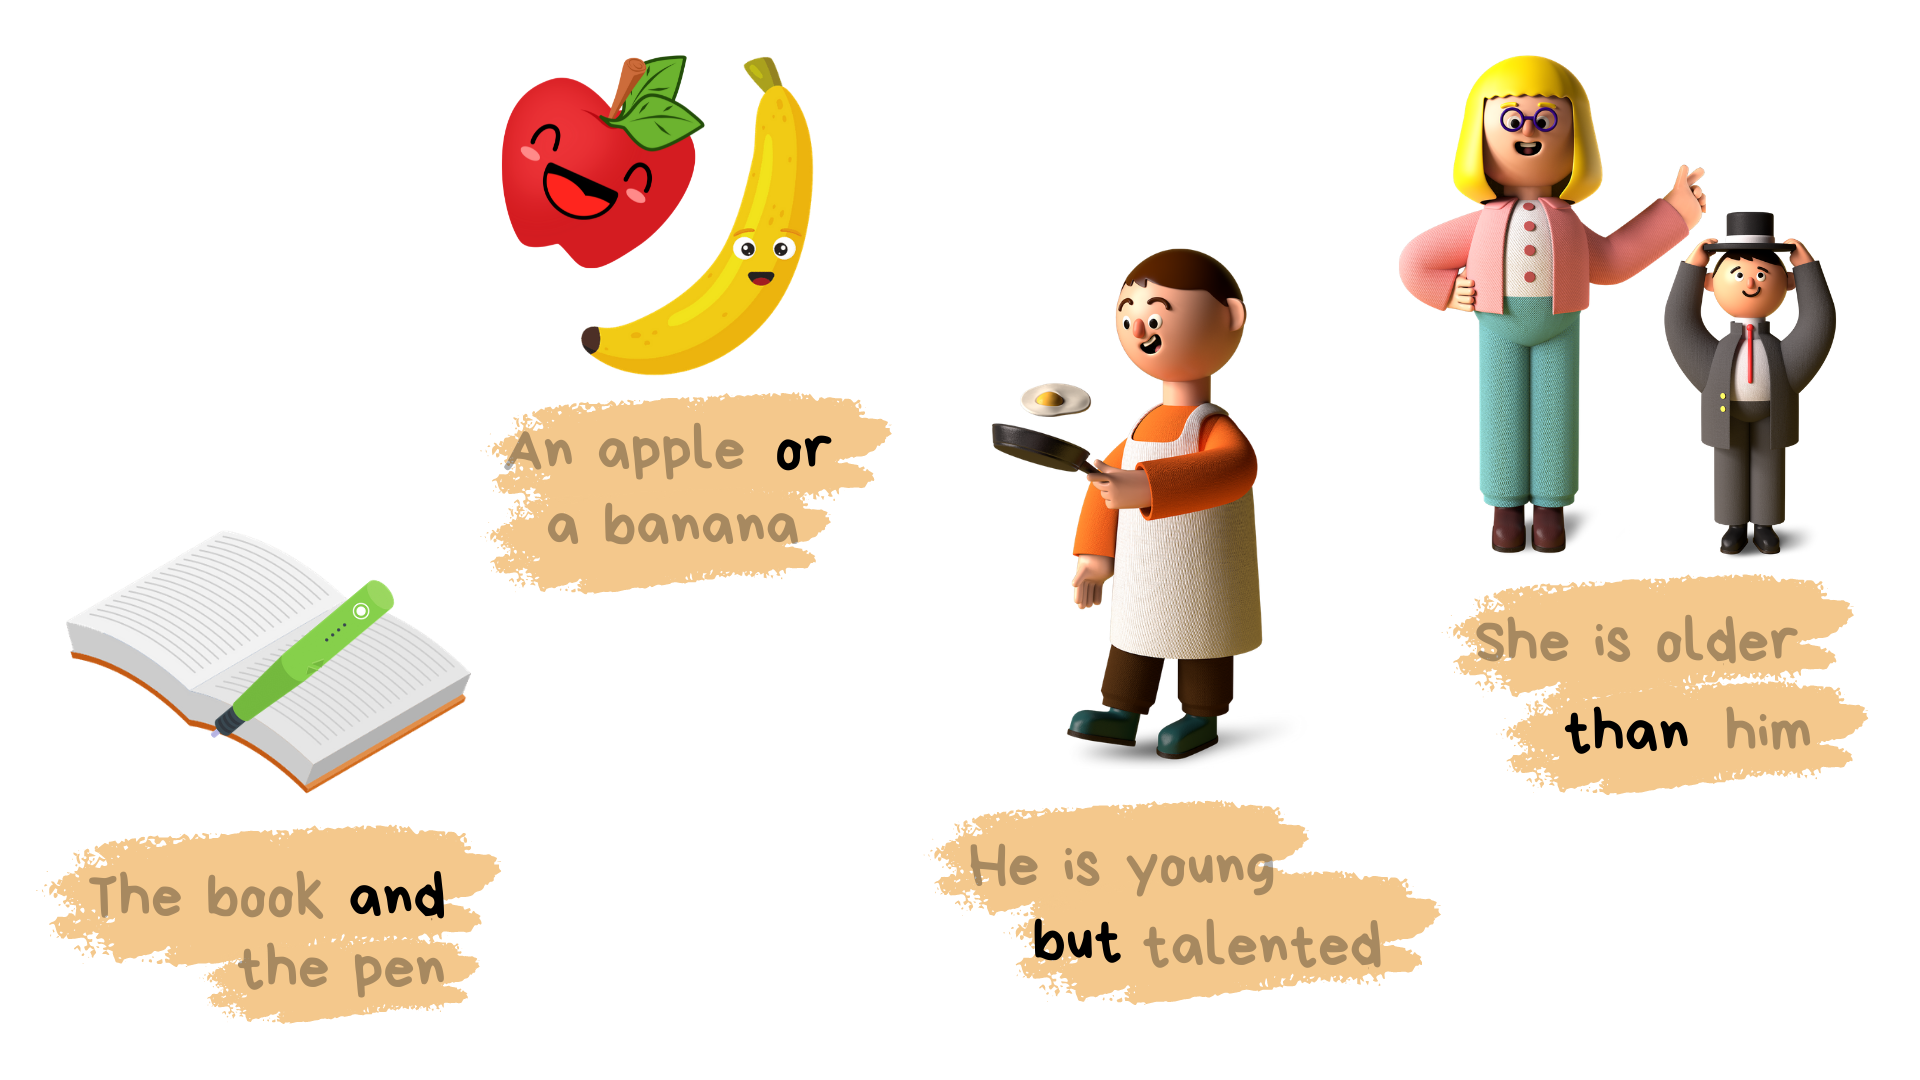 An apple or
a banana
She is older
than him
The book and
the pen
He is young
but talented